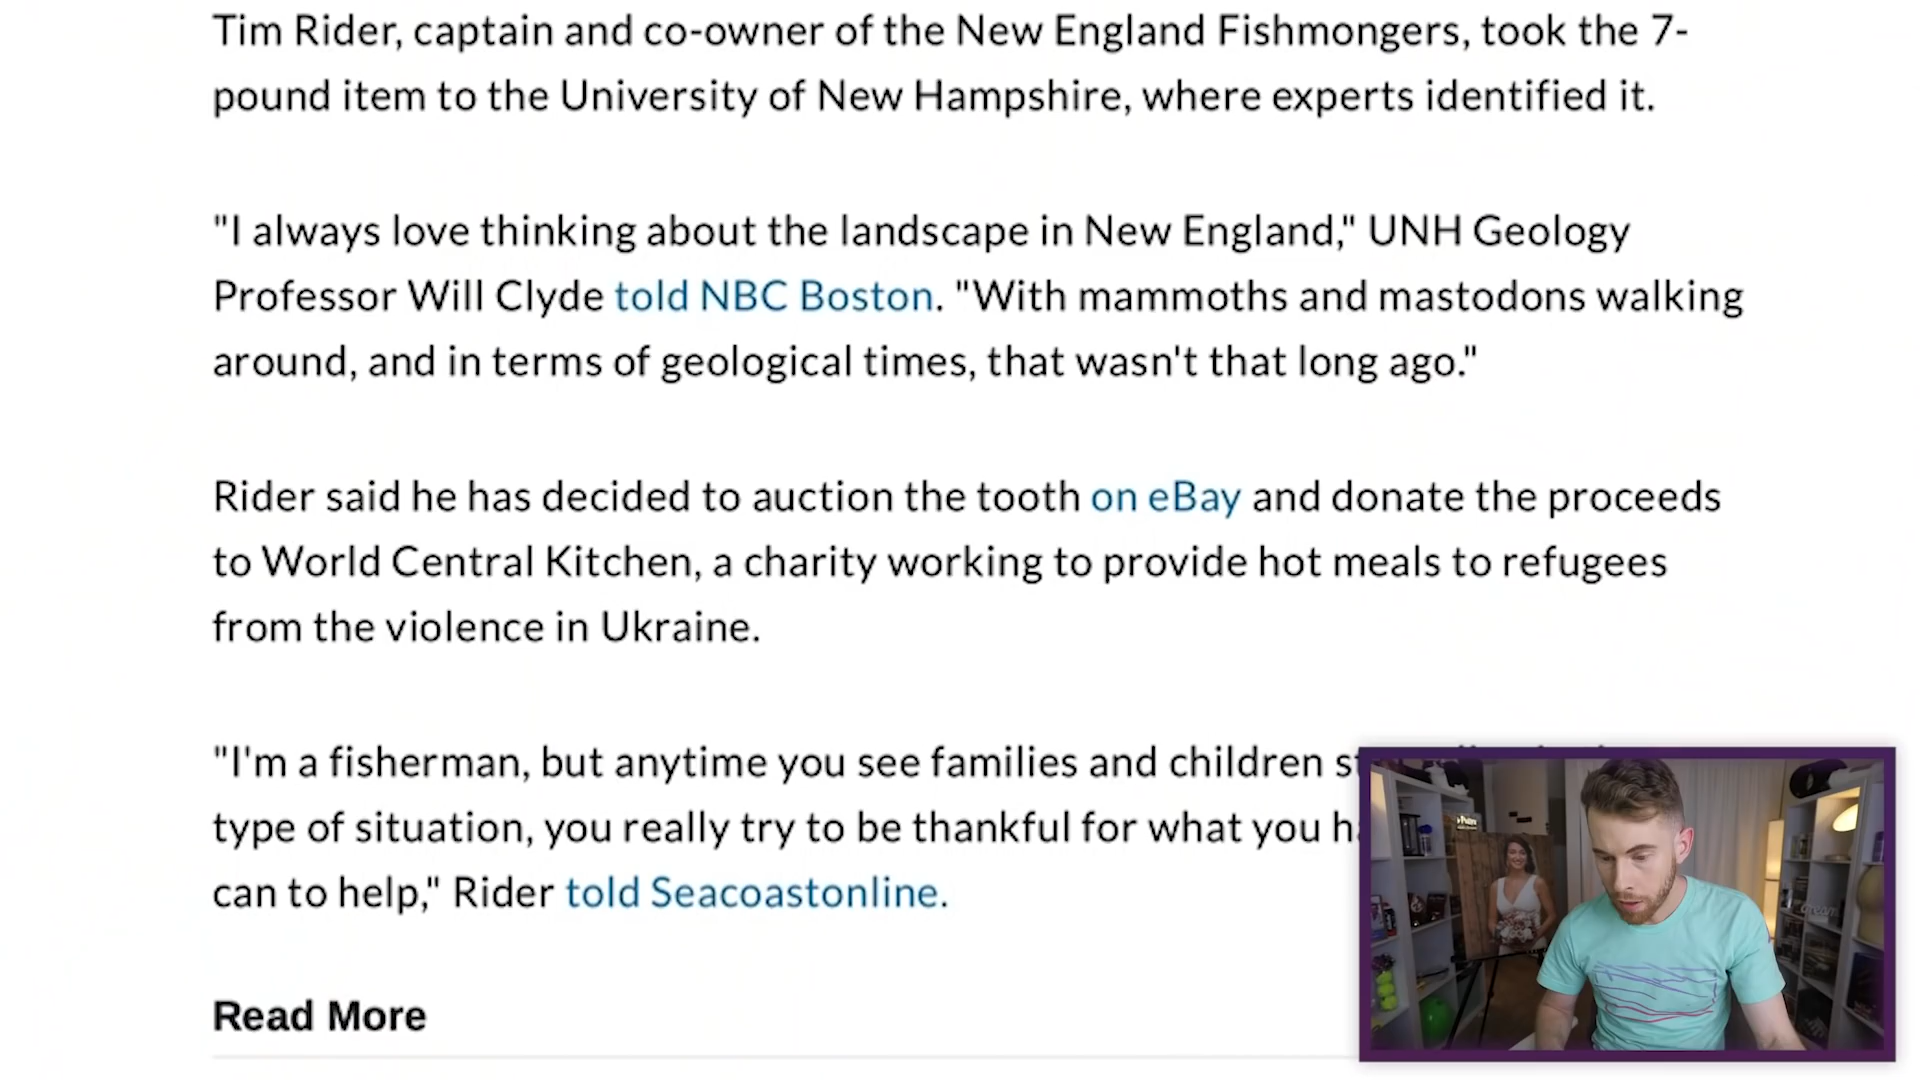 Tim Rider, captain and co-owner of the New England Fishmongers, took the 7-
pound item to the University of New Hampshire, where experts identified it.
"I always love thinking about the landscape in New England," UNH Geology
Professor Will Clyde told NBC Boston. "With mammoths and mastodons walking
around, and in terms of geological times, that wasn't that long ago."
Rider said he has decided to auction the tooth on eBay and donate the proceeds
to World Central Kitchen, a charity working to provide hot meals to refugees
from the violence in Ukraine.
"I'm a fisherman, but anytime you see families and children
type of situation, you really try to be thankful for what you
can to help," Rider told Seacoastonline.
Read More